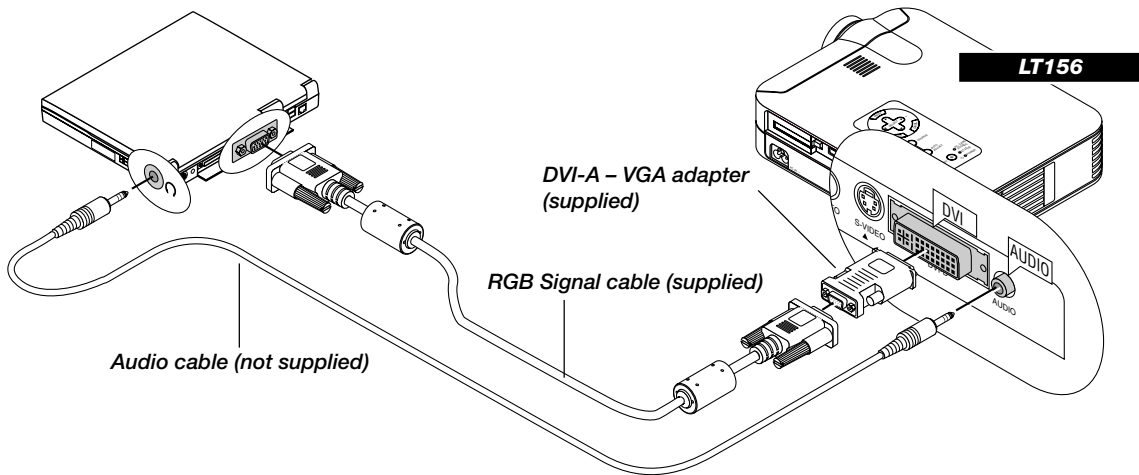 LT156
DVI-A – VGA adapter
(supplied)
DVI
S-VIDEO
AUDIO
AUDIO
RGB Signal cable (supplied)
Audio cable (not supplied)